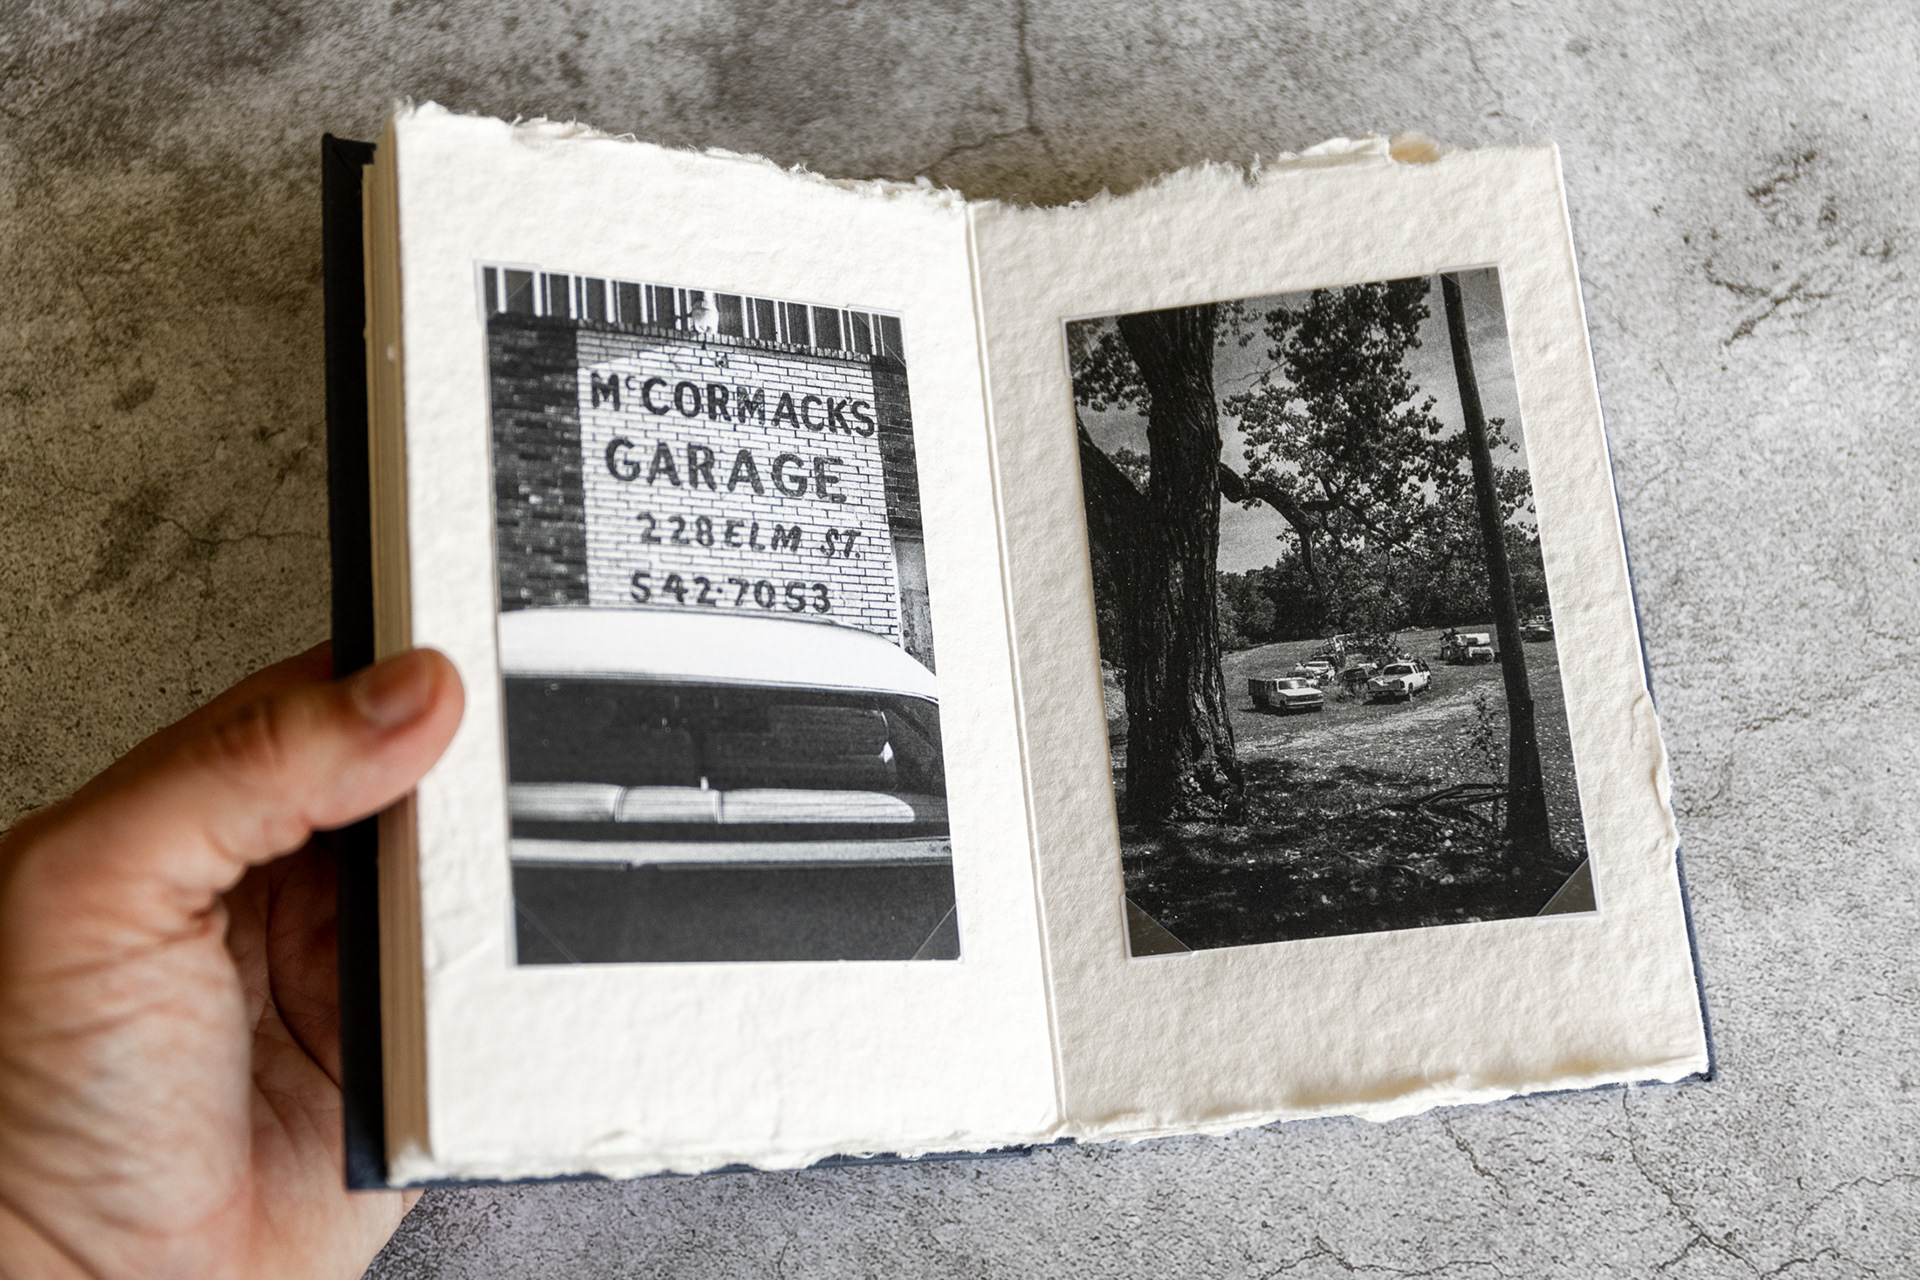 McCORMACKS
GARAGE
228 ELM ST.
542-7053